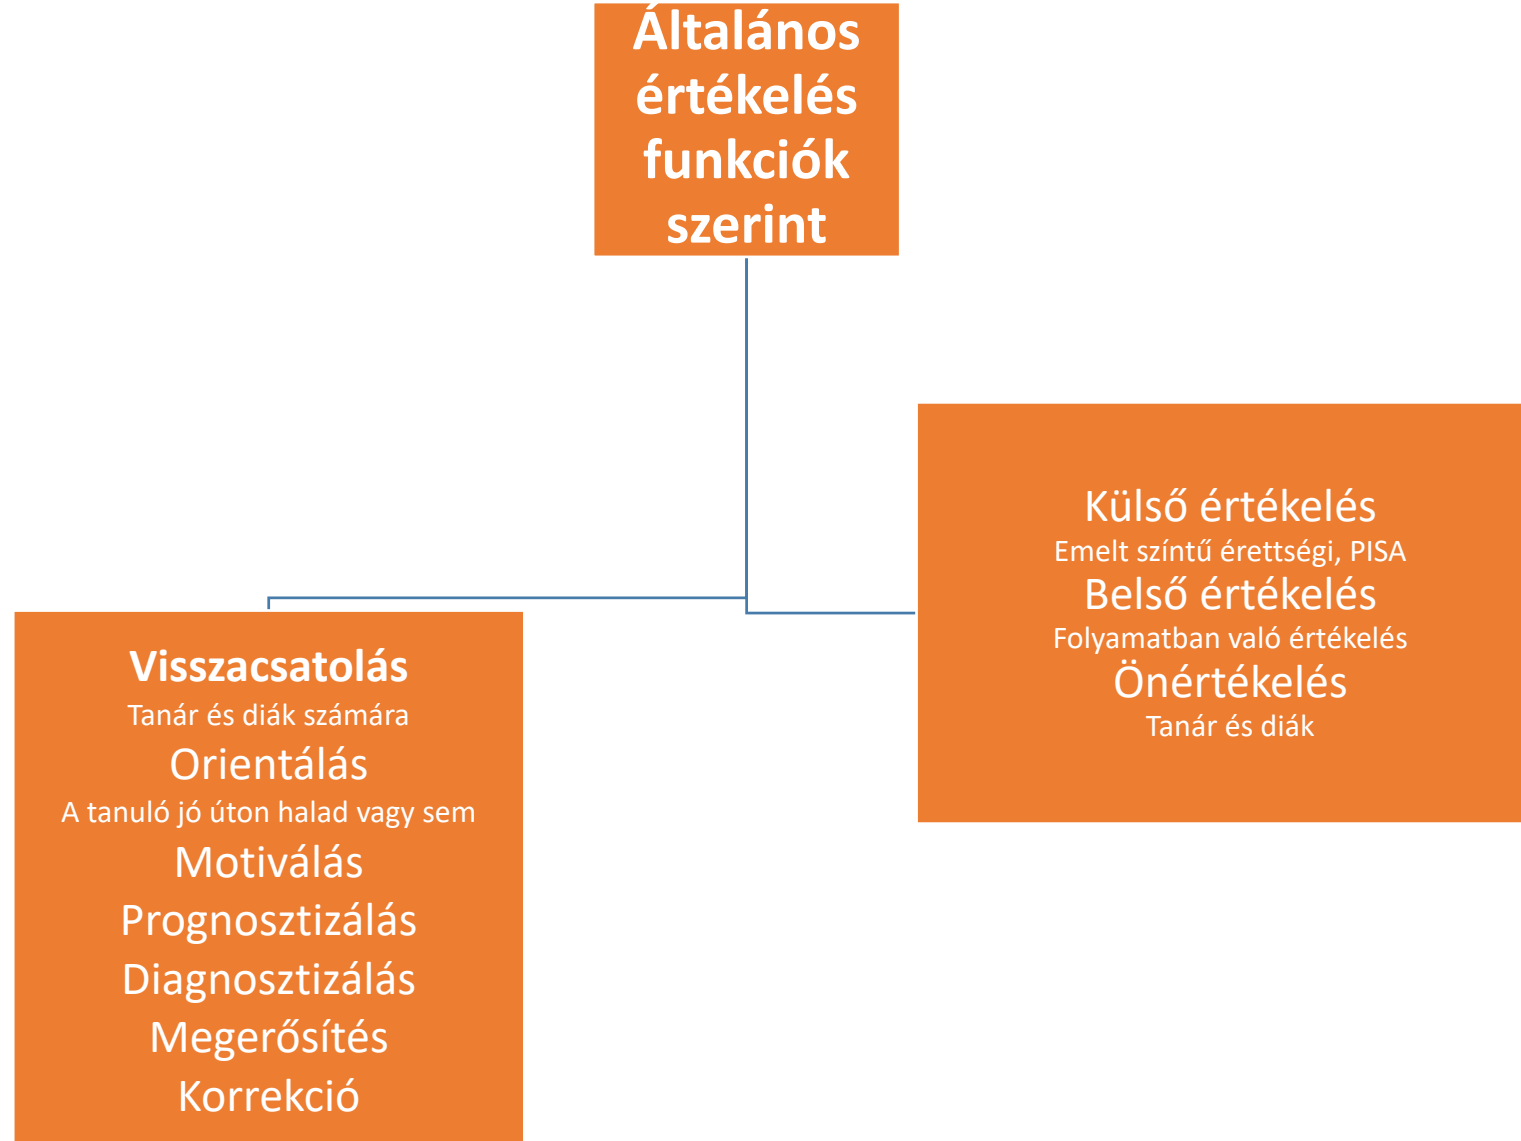 Általános
értékelés
funkciók
szerint
Visszacsatolás
Tanár és diák számára
Orientálás
A tanuló jó úton halad vagy sem
Motiválás
Prognosztizálás
Diagnosztizálás
Megerősítés
Korrekció
Külső értékelés
Emelt színtű érettségi, PISA
Belső értékelés
Folyamatban való értékelés
Önértékelés
Tanár és diák